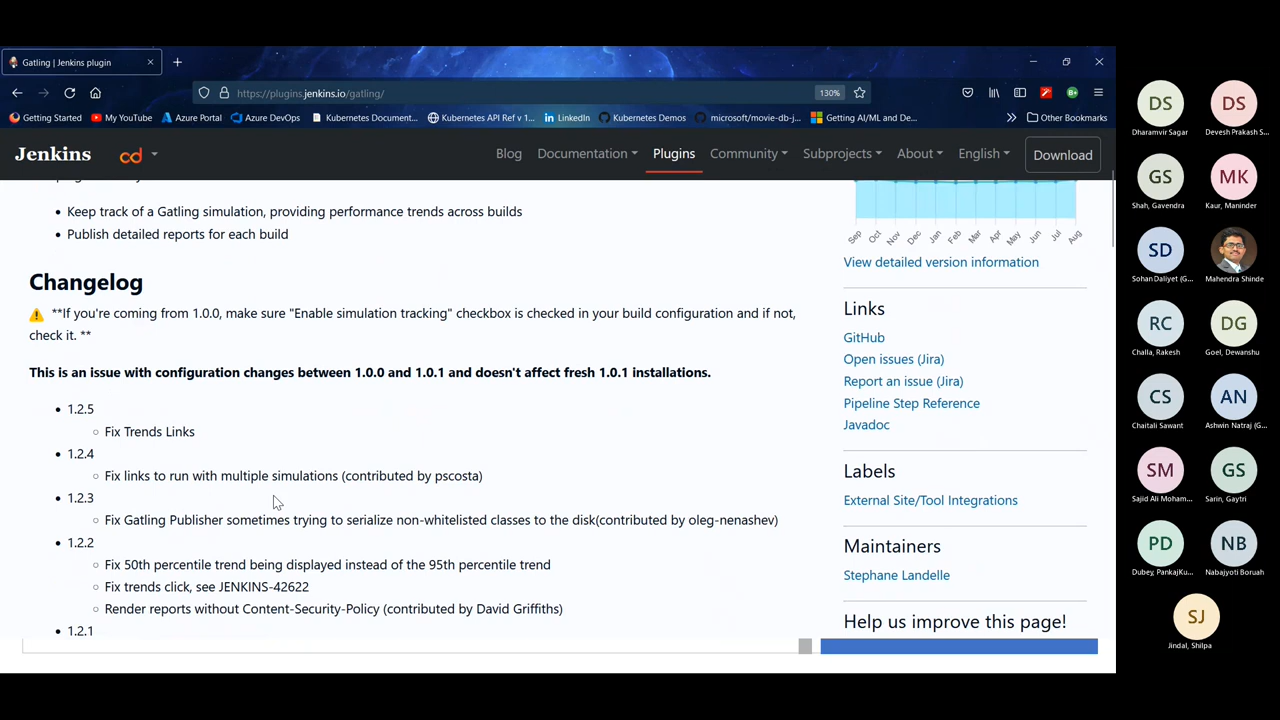 Gatling | Jenkins plugin
https://plugins.jenkins.io/gatling/
130%
Getting Started
My YouTube
Azure Portal
Azure DevOps
Kubernetes Document...
Kubernetes API Ref v 1...
LinkedIn
Kubernetes Demos
microsoft/movie-db-j...
Getting AI/ML and De...
Other Bookmarks
Jenkins
cd
Blog
Documentation
Plugins
Community
Subprojects
About
English
Download
Keep track of a Gatling simulation, providing performance trends across builds
Publish detailed reports for each build
Changelog
**If you're coming from 1.0.0, make sure "Enable simulation tracking" checkbox is checked in your build configuration and if not,
check it. **
This is an issue with configuration changes between 1.0.0 and 1.0.1 and doesn't affect fresh 1.0.1 installations.
1.2.5
Fix Trends Links
1.2.4
Fix links to run with multiple simulations (contributed by pscosta)
1.2.3
Fix Gatling Publisher sometimes trying to serialize non-whitelisted classes to the disk(contributed by oleg-nenashev)
1.2.2
Fix 50th percentile trend being displayed instead of the 95th percentile trend
Fix trends click, see JENKINS-42622
Render reports without Content-Security-Policy (contributed by David Griffiths)
1.2.1
Sep
Oct
Nov
Dec
Jan
Feb
Mar
Apr
May
Jun
Jul
Aug
View detailed version information
Links
GitHub
Open issues (Jira)
Report an issue (Jira)
Pipeline Step Reference
Javadoc
Labels
External Site/Tool Integrations
Maintainers
Stephane Landelle
Help us improve this page!
DS
Dharamvir Sagar
DS
Devesh Prakash S...
GS
Shah, Gavendra
MK
Kaur, Maninder
SD
Sohan Daliyet (G...
Mahendra Shinde
RC
Challa, Rakesh
DG
Goel, Dewanshu
CS
Chaitali Sawant
AN
Ashwin Natraj (G...
SM
Sajid Ali Moham...
GS
Sarin, Gaytri
PD
Dubey, PankajKu...
NB
Nabajyoti Boruah
SJ
Jindal, Shilpa